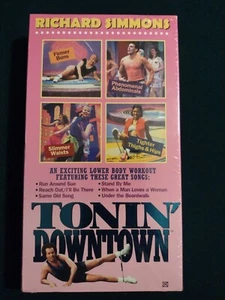 RICHARD SIMMONS
Firmer
Buns
Phenomenal
Abdominals
Slimmer
Waists
Tighter
Thighs & Hips
AN EXCITING LOWER BODY WORKOUT
FEATURING THESE GREAT SONGS:
• Run Around Sue
• Stand By Me
• Reach Out, I'll Be There
• When a Man Loves a Woman
• Same Old Song
• Under the Boardwalk
TONIN'
DOWNTOWN